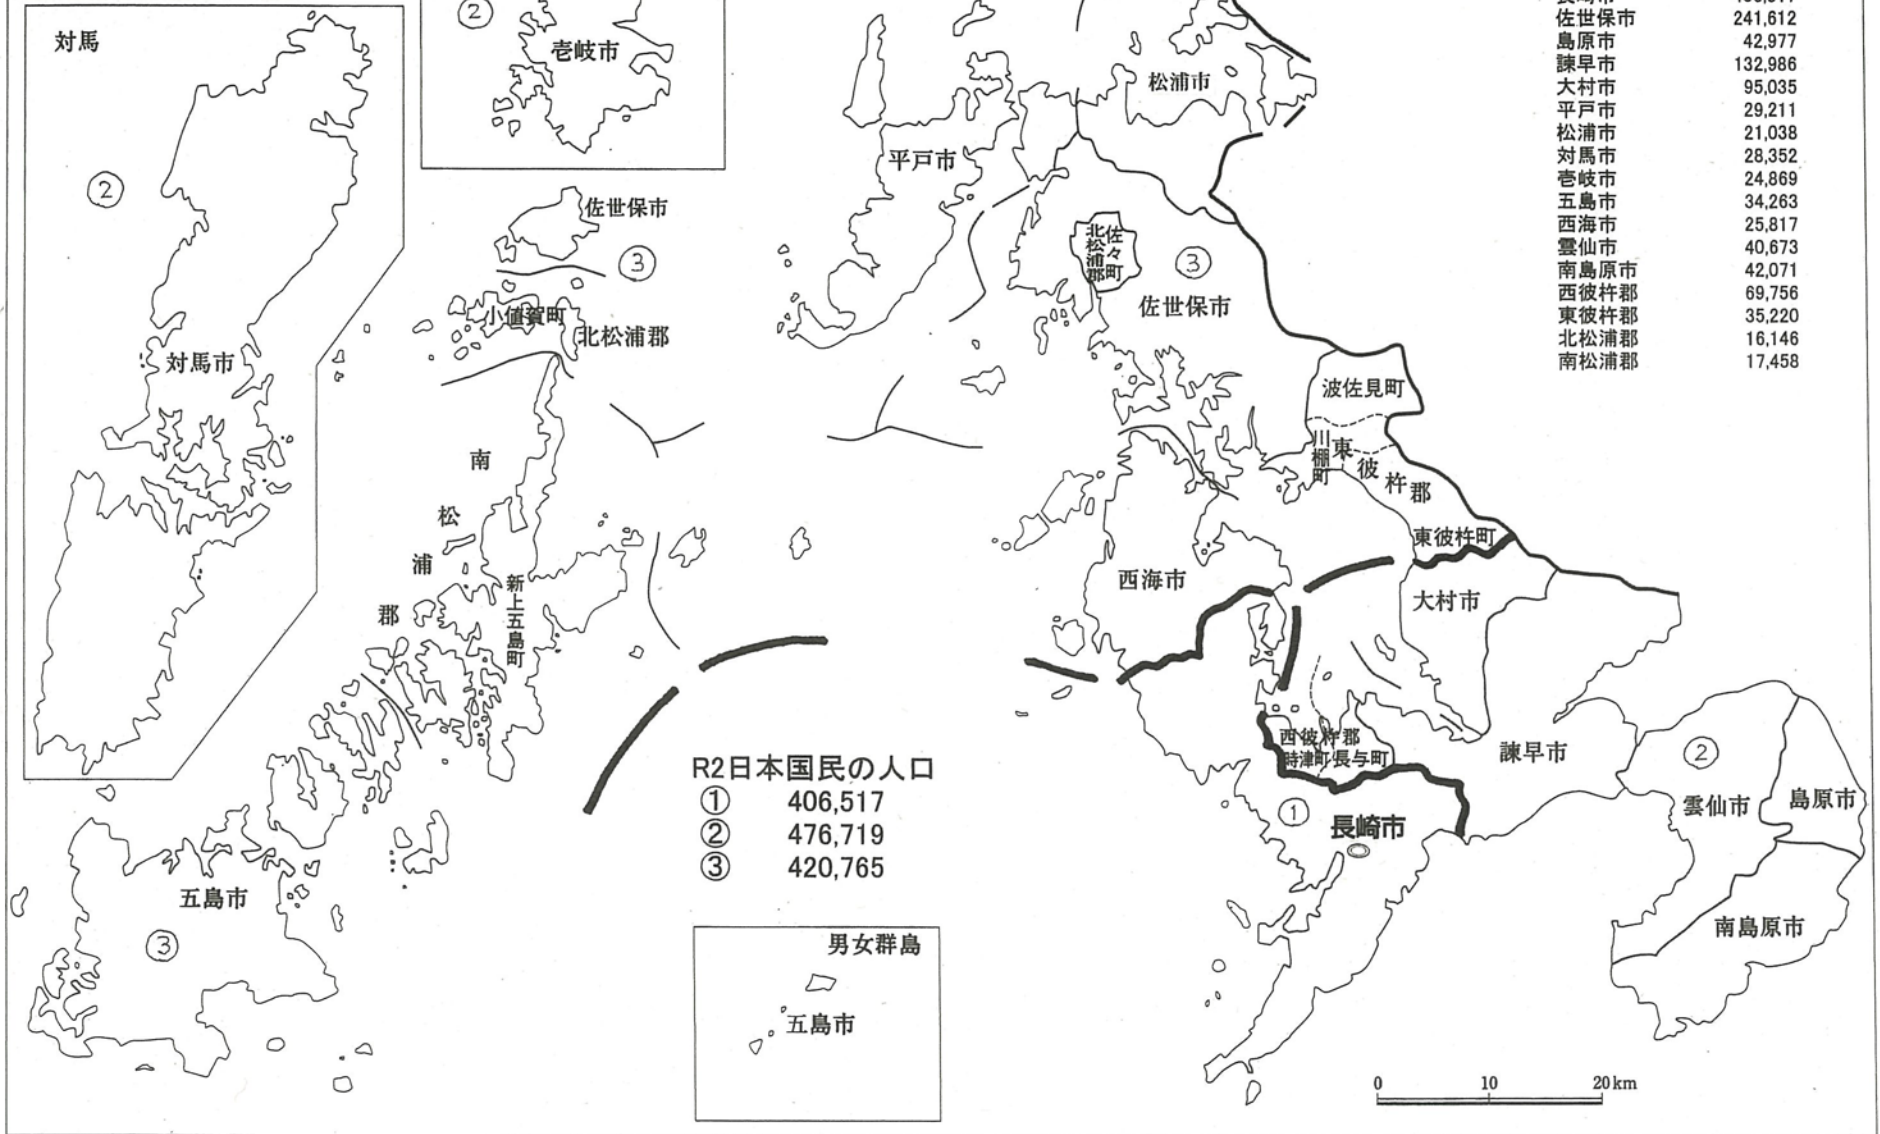 対馬
②
対馬市
②
壱岐市
佐世保市
③
小値賀町
北松浦郡
南松浦郡
新上五島町
五島市
③
平戸市
松浦市
北松浦郡
佐々町
③
佐世保市
波佐見町
川棚町
東彼杵郡
東彼杵町
西海市
大村市
西彼杵郡
時津町
長与町
諫早市
①
長崎市
②
雲仙市
島原市
南島原市
R2日本国民の人口
① 406,517
② 476,719
③ 420,765
男女群島
五島市
0 10 20km
佐世保市 241,612
島原市 42,977
諫早市 132,986
大村市 95,035
平戸市 29,211
松浦市 21,038
対馬市 28,352
壱岐市 24,869
五島市 34,263
西海市 25,817
雲仙市 40,673
南島原市 42,071
西彼杵郡 69,756
東彼杵郡 35,220
北松浦郡 16,146
南松浦郡 17,458